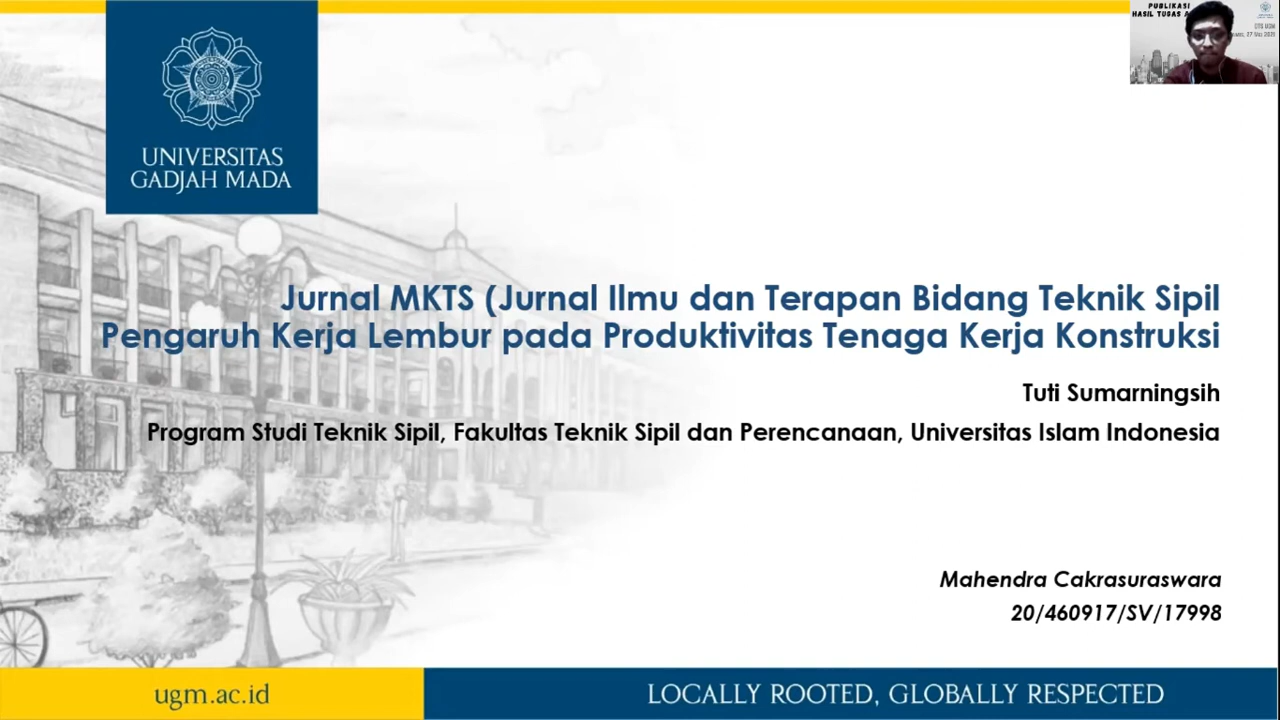 UNIVERSITAS
GADJAH MADA
PUBLIKASI
HASIL TUGAS
Jurnal MKTS (Jurnal Ilmu dan Terapan Bidang Teknik Sipil
Pengaruh Kerja Lembur pada Produktivitas Tenaga Kerja Konstruksi
Tuti Sumarningsih
Program Studi Teknik Sipil, Fakultas Teknik Sipil dan Perencanaan, Universitas Islam Indonesia
Mahendra Cakrasuraswara
20/460917/SV/17998
ugm.ac.id
LOCALLY ROOTED, GLOBALLY RESPECTED